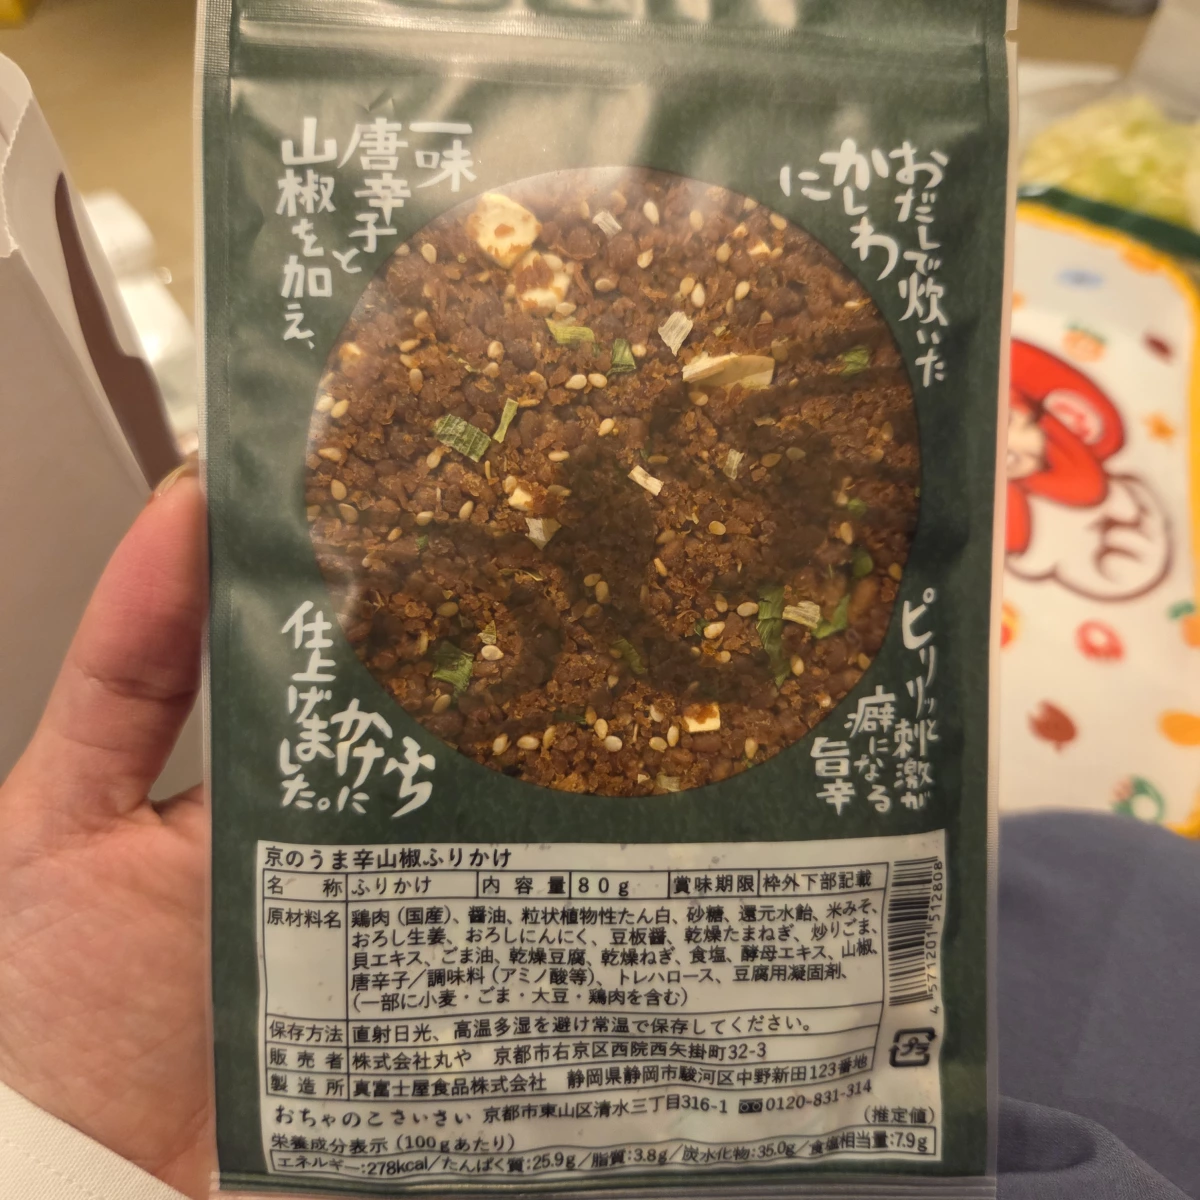 おだしで炊いた
かしわ
に
一味
唐辛子と
山椒を加え、
ふり
かけに
仕上げました。
ピリリッと刺激が
癖になる
旨辛
京のうま辛山椒ふりかけ
名 称 ふりかけ 内容量 80g 賞味期限 枠外下部記載
原材料名 鶏肉（国産）、醤油、粒状植物性たん白、砂糖、還元水飴、米みそ、
おろし生姜、おろしにんにく、豆板醤、乾燥たまねぎ、炒りごま、
貝エキス、ごま油、乾燥豆腐、乾燥ねぎ、食塩、酵母エキス、山椒、
唐辛子／調味料（アミノ酸等）、トレハロース、豆腐用凝固剤、
（一部に小麦・ごま・大豆・鶏肉を含む）
保存方法 直射日光、高温多湿を避け常温で保存してください。
販売者 株式会社丸や 京都市右京区西院西矢掛町32-3
製造所 真富士屋食品株式会社 静岡県静岡市駿河区中野新田123番地
おちゃのこさいさい 京都市東山区清水三丁目316-1 0120-831-314
栄養成分表示（100gあたり） （推定値）
エネルギー:278kcal／たんぱく質:25.9g／脂質:3.8g／炭水化物:35.0g／食塩相当量:7.9g
4 571201 512808
プラ